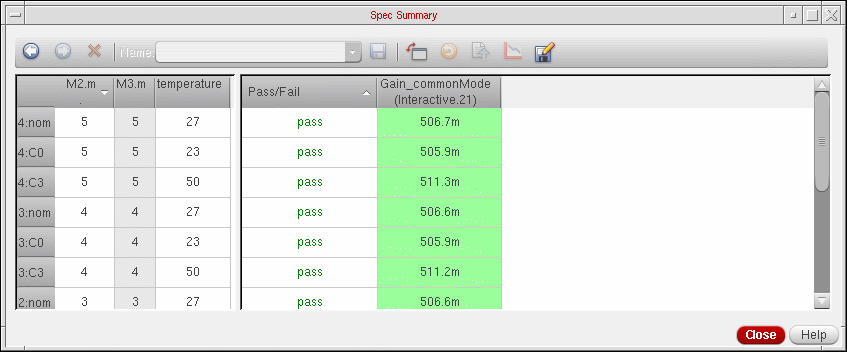 Spec Summary
Name:
M2.m M3.m temperature Pass/Fail Gain_commonMode
(Interactive.21)
4:nom 5 5 27 pass 506.7m
4:C0 5 5 23 pass 505.9m
4:C3 5 5 50 pass 511.3m
3:nom 4 4 27 pass 506.6m
3:C0 4 4 23 pass 505.9m
3:C3 4 4 50 pass 511.2m
2:nom 3 3 27 pass 506.6m
Close Help